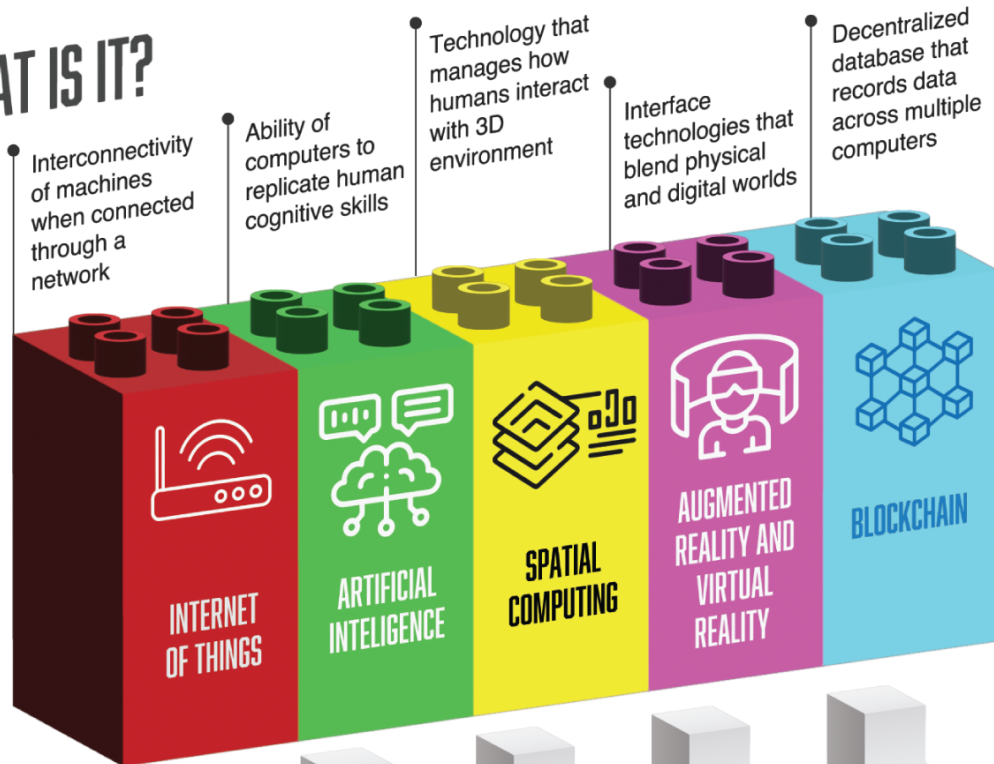 AT IS IT?
Interconnectivity
of machines
when connected
through a
network
Ability of
computers to
replicate human
cognitive skills
Technology that
manages how
humans interact
with 3D
environment
Interface
technologies that
blend physical
and digital worlds
Decentralized
database that
records data
across multiple
computers
INTERNET
OF THINGS
ARTIFICIAL
INTELIGENCE
SPATIAL
COMPUTING
AUGMENTED
REALITY AND
VIRTUAL
REALITY
BLOCKCHAIN